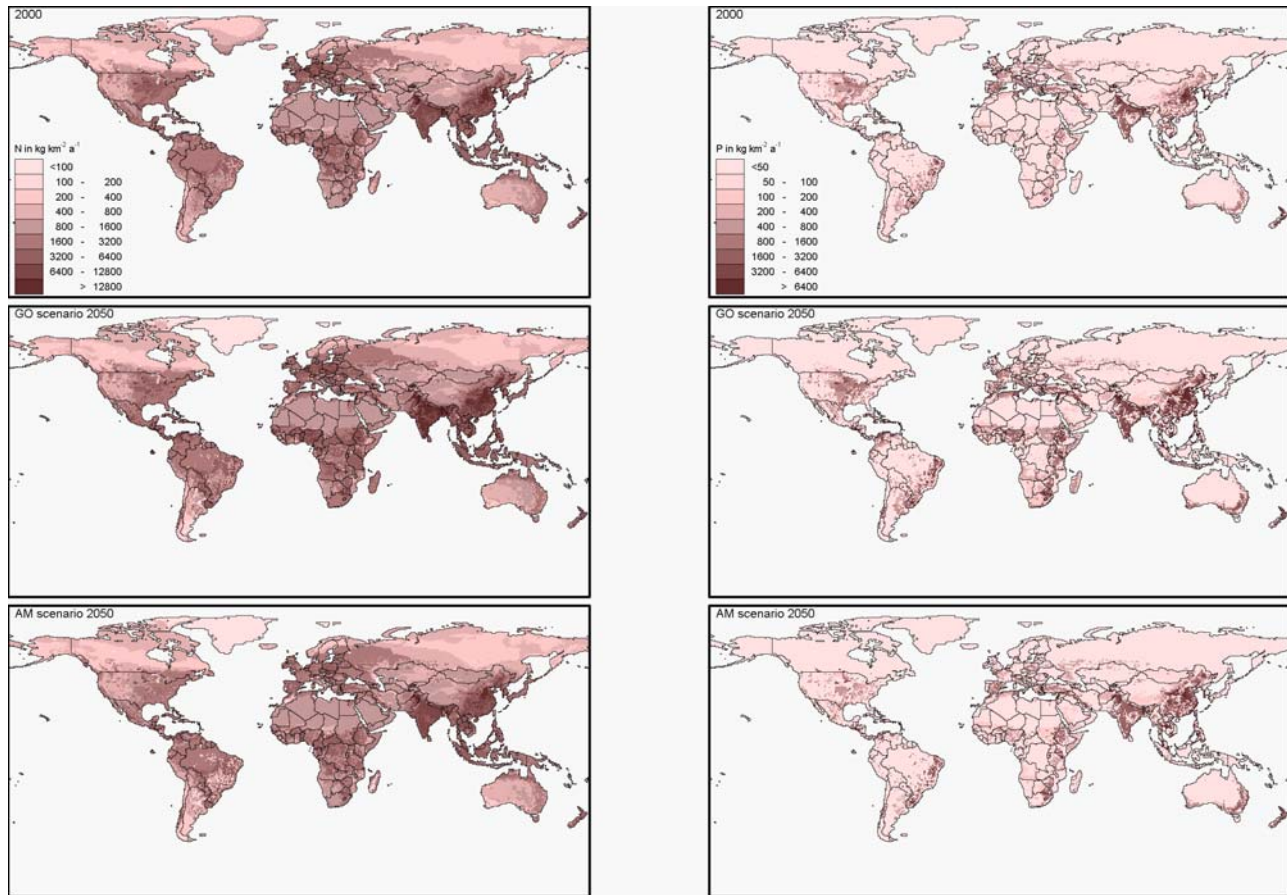 2000
N in kg km⁻² a⁻¹
<100
100 - 200
200 - 400
400 - 800
800 - 1600
1600 - 3200
3200 - 6400
6400 - 12800
> 12800
2000
P in kg km⁻² a⁻¹
<50
50 - 100
100 - 200
200 - 400
400 - 800
800 - 1600
1600 - 3200
3200 - 6400
> 6400
GO scenario 2050
GO scenario 2050
AM scenario 2050
AM scenario 2050